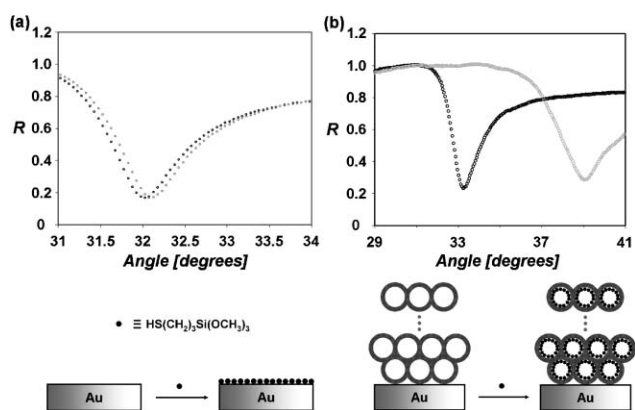 (a)
1.2
1.0
0.8
R 0.6
0.4
0.2
0
31 31.5 32 32.5 33 33.5 34
Angle [degrees]
(b)
1.2
1.0
0.8
R 0.6
0.4
0.2
0
29 33 37 41
Angle [degrees]
• ≡ HS(CH₂)₃Si(OCH₃)₃
Au
Au
Au
Au